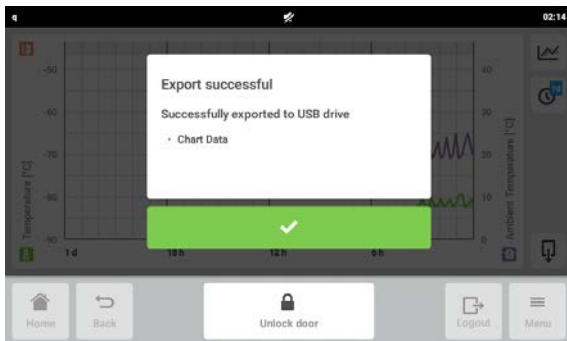 q
02:14
Export successful
Successfully exported to USB drive
• Chart Data
-50
-60
-70
-80
-90
Temperature [°C]
40
30
20
10
0
Ambient Temperature [°C]
1 d
18 h
12 h
6 h
1d
Home
Back
Unlock door
Logout
Menu